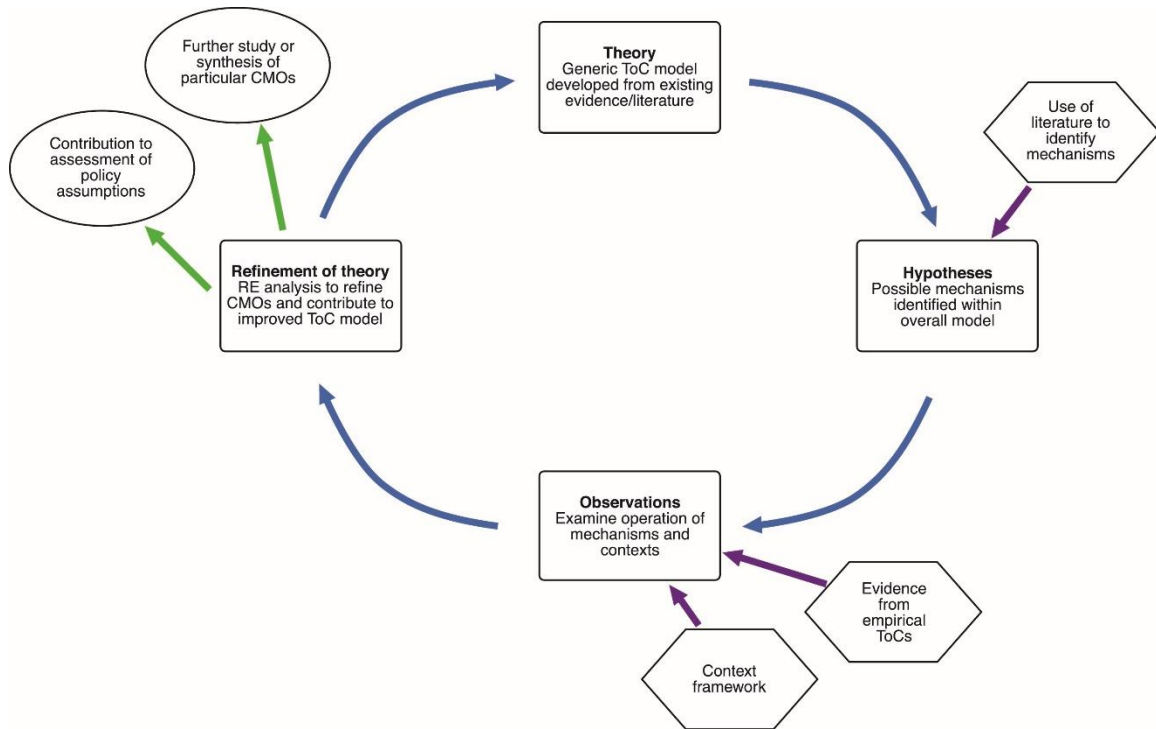 Further study or
synthesis of
particular CMOs
Contribution to
assessment of
policy
assumptions
Theory
Generic ToC model
developed from existing
evidence/literature
Use of
literature to
identify
mechanisms
Refinement of theory
RE analysis to refine
CMOs and contribute to
improved ToC model
Hypotheses
Possible mechanisms
identified within
overall model
Observations
Examine operation of
mechanisms and
contexts
Evidence
from
empirical
ToCs
Context
framework